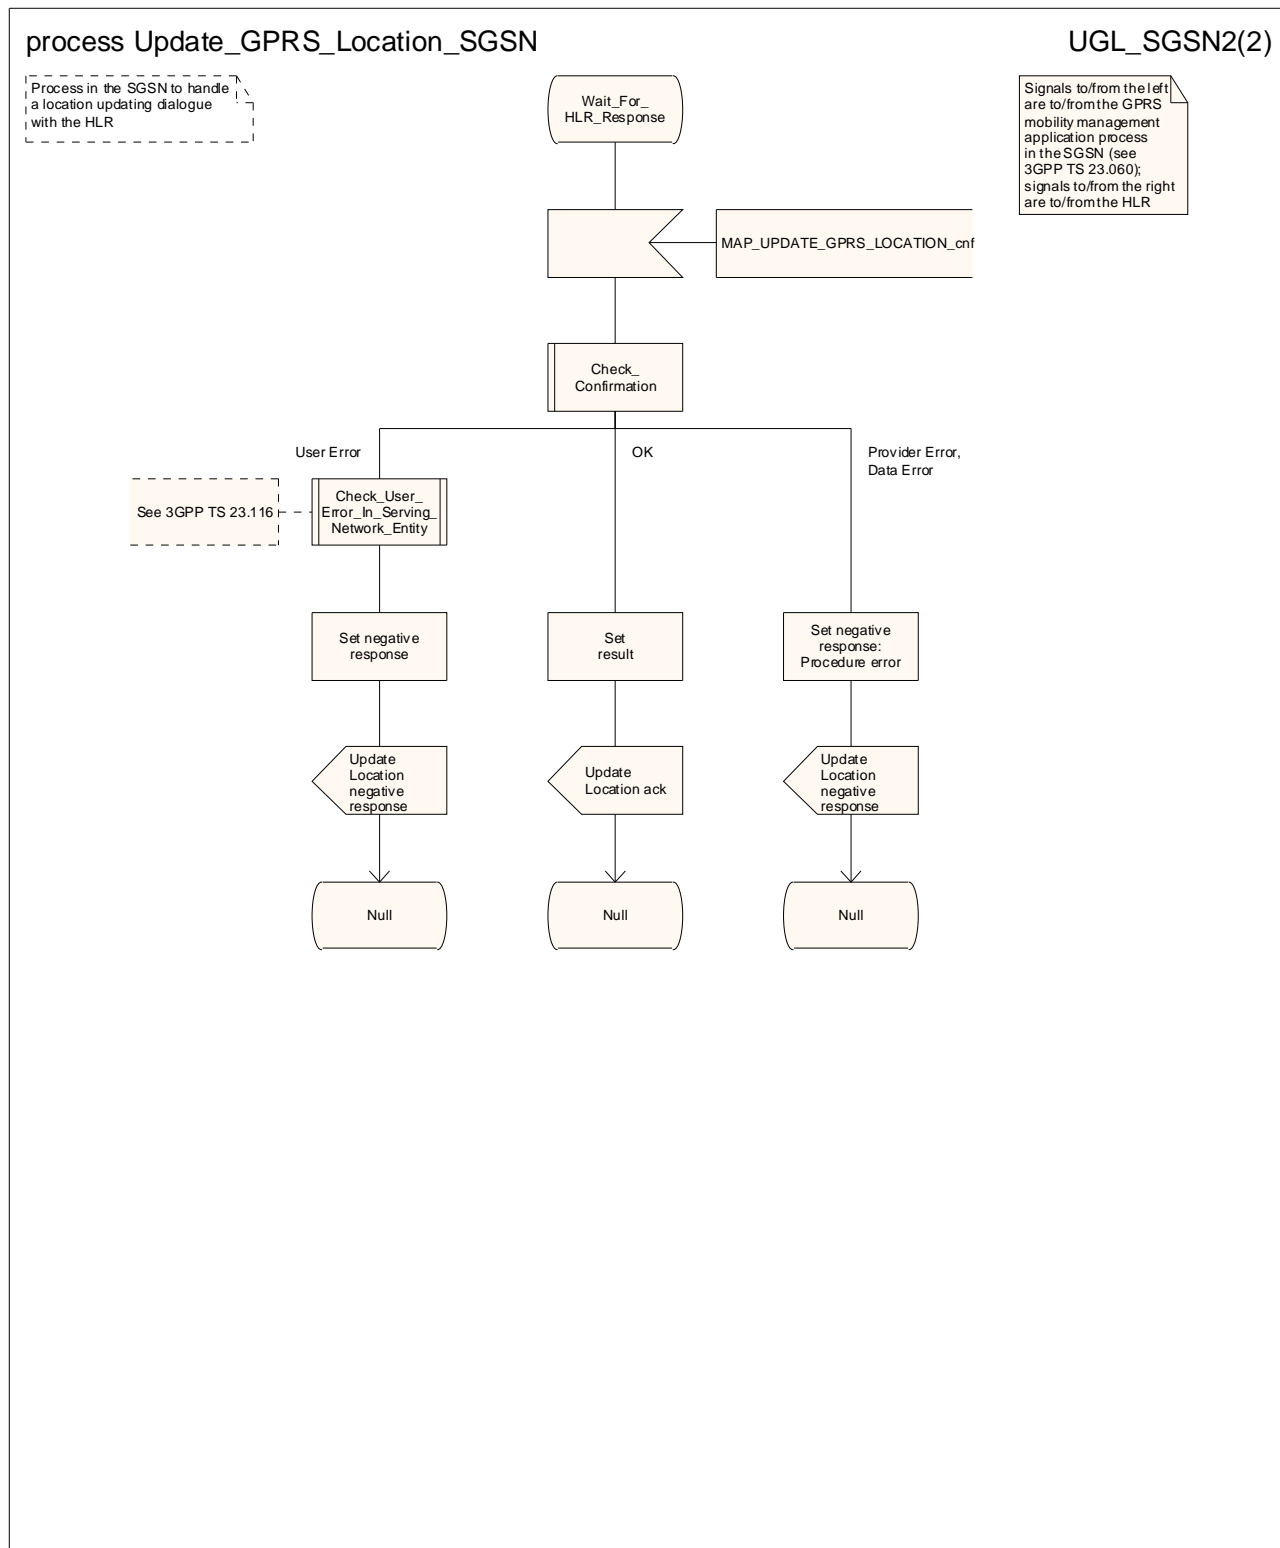 process Update_GPRS_Location_SGSN
UGL_SGSN2(2)
Process in the SGSN to handle
a location updating dialogue
with the HLR
Wait_For_
HLR_Response
Signals to/from the left
are to/from the GPRS
mobility management
application process
in the SGSN (see
3GPP TS 23.060);
signals to/from the right
are to/from the HLR
MAP_UPDATE_GPRS_LOCATION_cnf
Check_
Confirmation
User Error
OK
Provider Error,
Data Error
See 3GPP TS 23.116
Check_User_
Error_In_Serving_
Network_Entity
Set negative
response
Set
result
Set negative
response:
Procedure error
Update
Location
negative
response
Update
Location ack
Update
Location
negative
response
Null
Null
Null